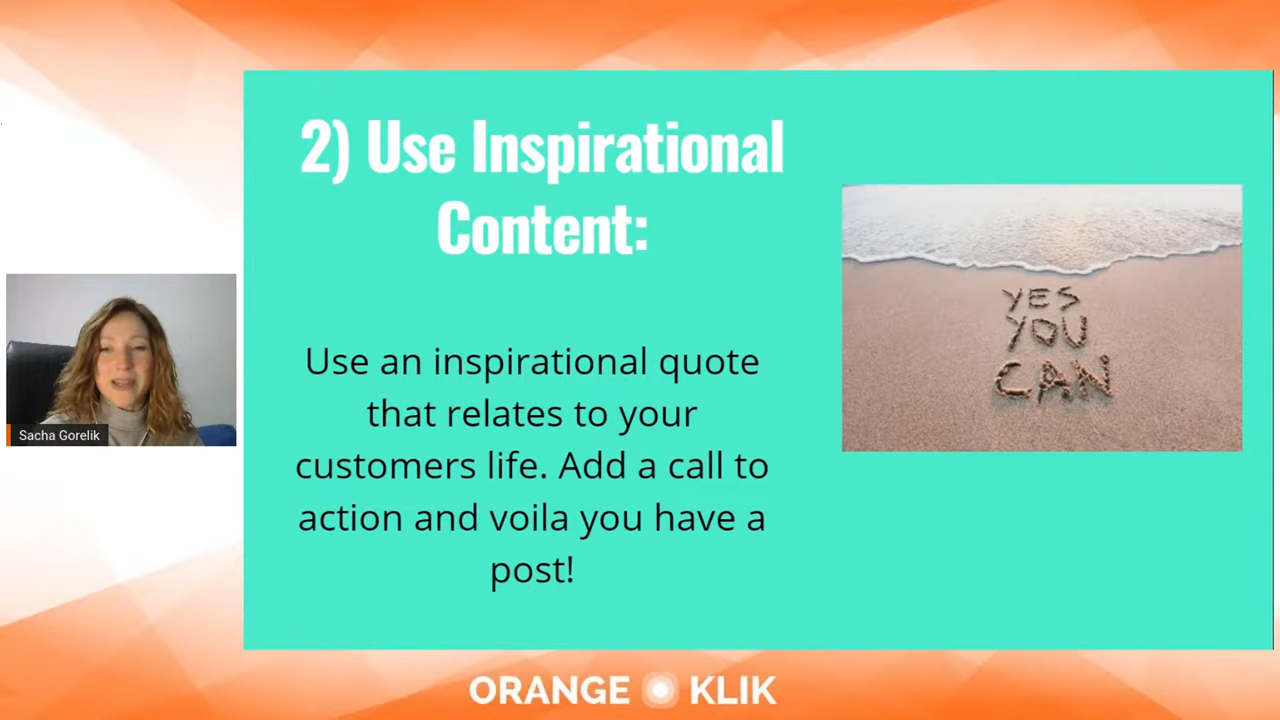 2) Use Inspirational
Content:
Use an inspirational quote
that relates to your
customers life. Add a call to
action and voila you have a
post!
YES
YOU
CAN
Sacha Gorelik
ORANGE KLIK